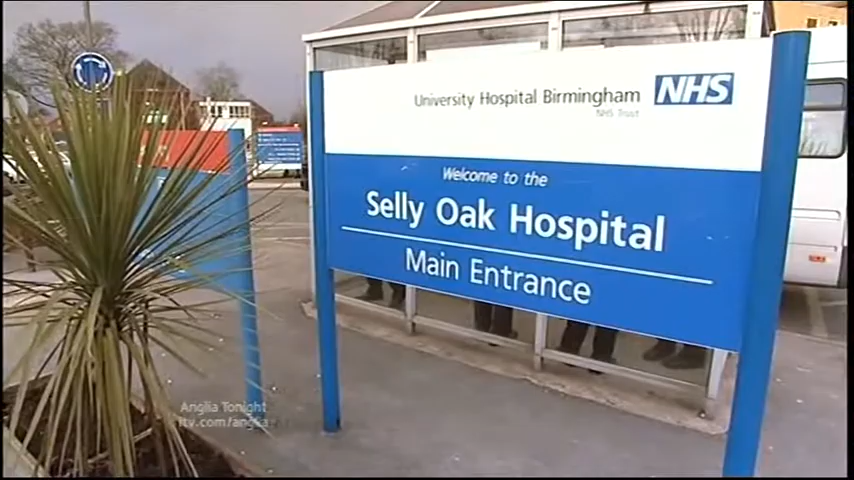 University Hospital Birmingham
NHS Trust
NHS
Welcome to the
Selly Oak Hospital
Main Entrance
Anglia Tonight
itv.com/anglia